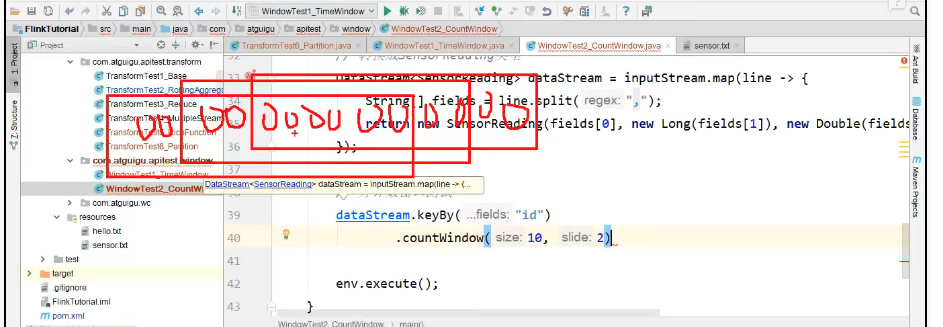 WindowTest1_TimeWindow
FlinkTutorial src main java com atguigu apitest window WindowTest2_CountWindow
Project
TransformTest6_Partition.java WindowTest1_TimeWindow.java WindowTest2_CountWindow.java sensor.txt
com.atguigu.apitest.transform
TransformTest1_Base
TransformTest2_RollingAggrega
TransformTest3_Reduce
TransformTest4_MultipleStream
TransformTest6_Partition
com.atguigu.apitest.window
WindowTest1_TimeWindow
WindowTest2_CountWi
com.atguigu.wc
resources
hello.txt
sensor.txt
test
target
.gitignore
FlinkTutorial.iml
pom.xml
1: Project
7: Structure
33 DataStream<SensorReading> dataStream = inputStream.map(line -> {
34 String[] fields = line.split( regex: ",");
35 return new SensorReading(fields[0], new Long(fields[1]), new Double(fields
36 });
37
DataStream<SensorReading> dataStream = inputStream.map(line -> {...
39 dataStream.keyBy( ...fields: "id")
40 .countWindow( size: 10, slide: 2)
41
42 env.execute();
43 }
WindowTest2_CountWindow main()
Ant Build
Database
Maven Projects